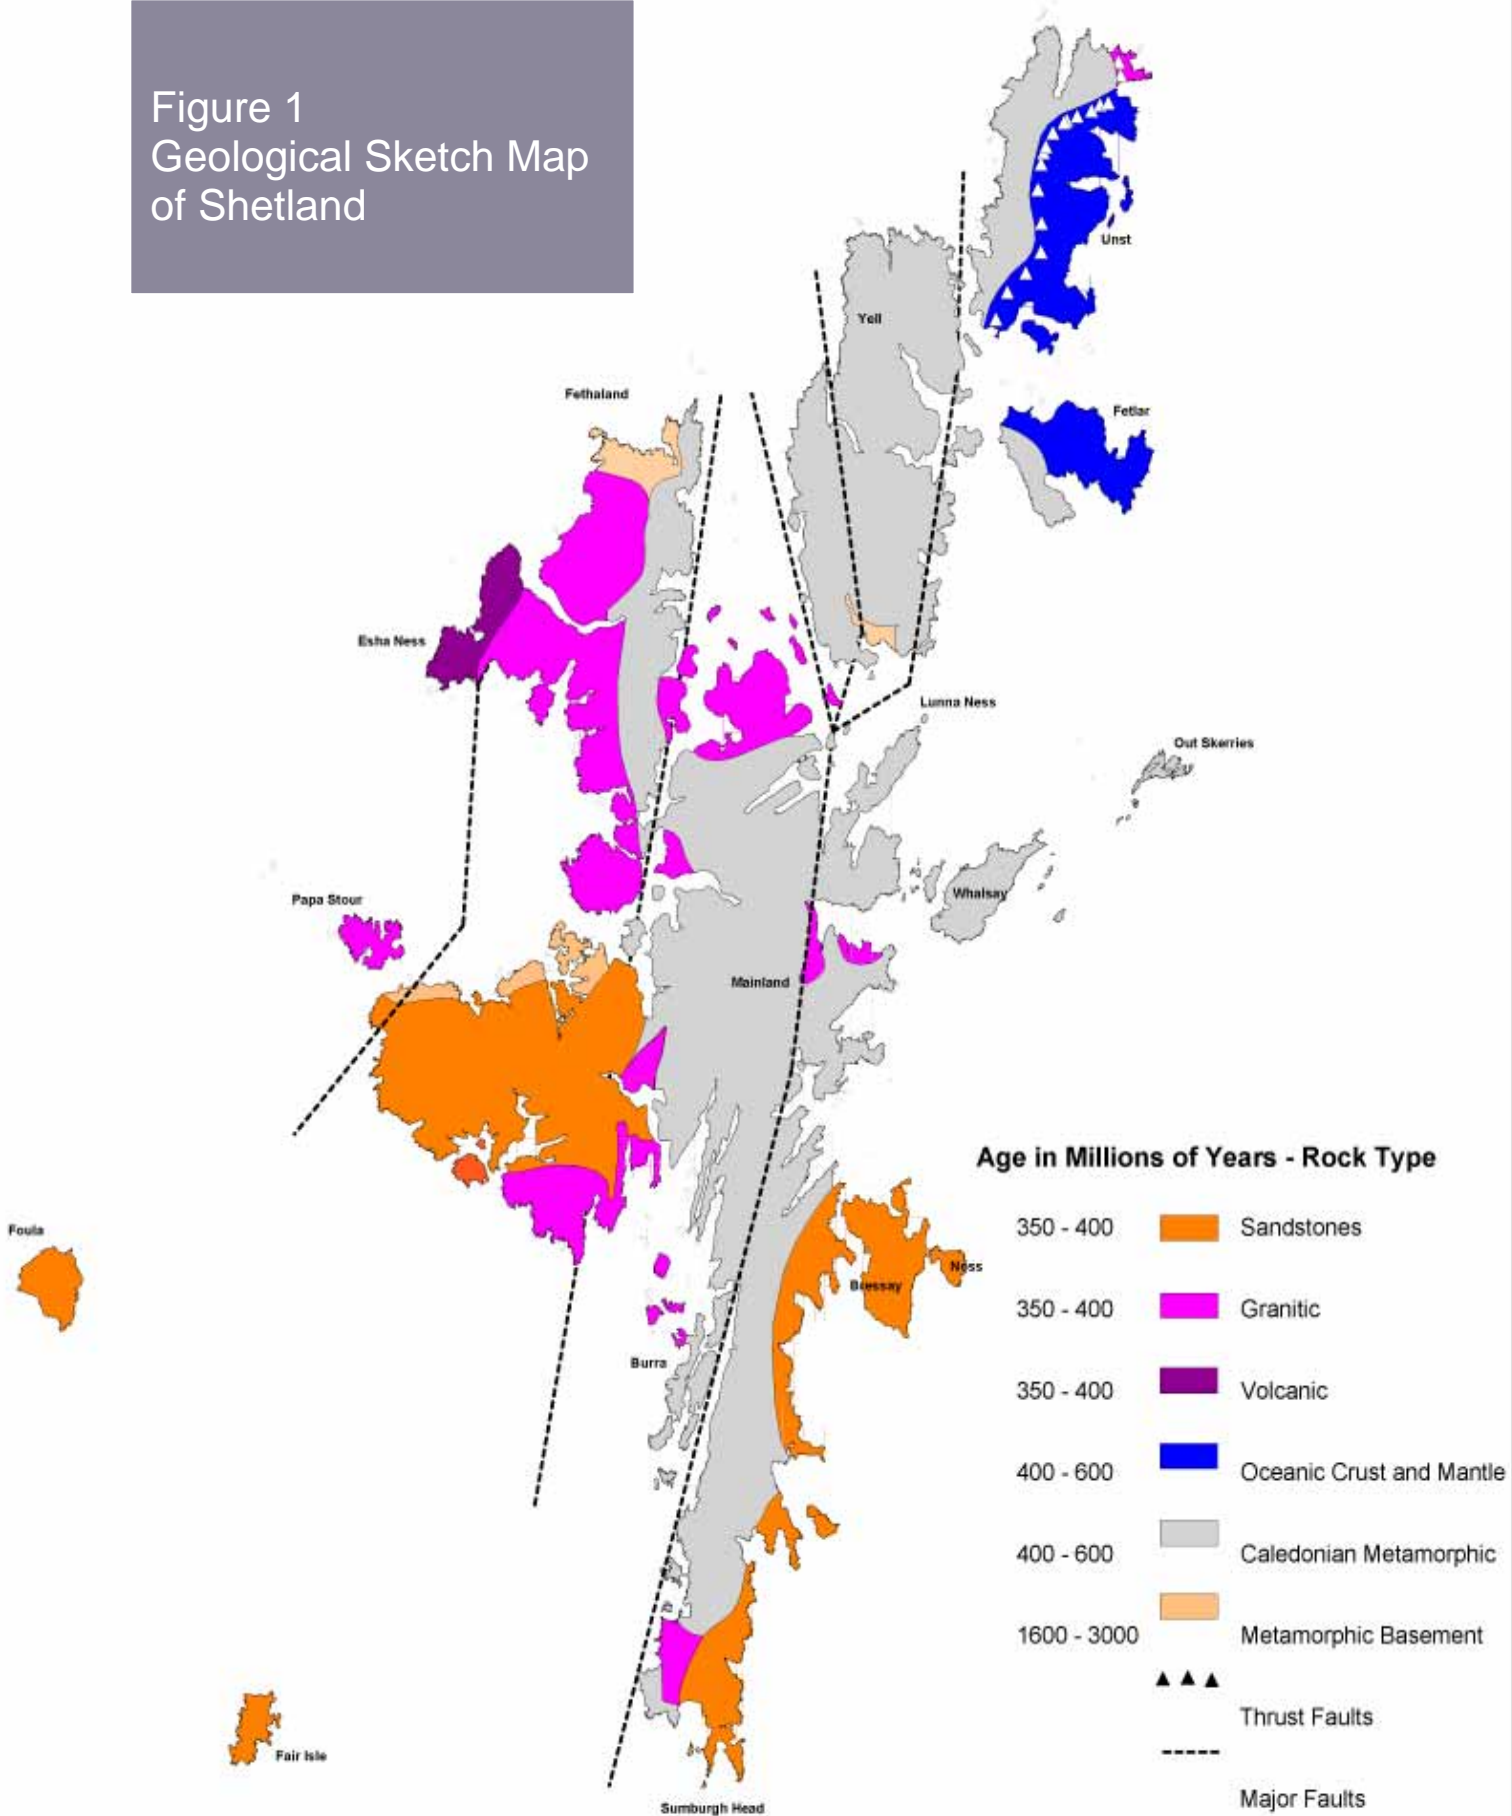 Figure 1
Geological Sketch Map
of Shetland
Unst
Yell
Fethaland
Fetlar
Esha Ness
Lunna Ness
Out Skerries
Papa Stour
Whalsay
Mainland
Foula
Noss
Bressay
Burra
Fair Isle
Sumburgh Head
Age in Millions of Years - Rock Type
350 - 400 Sandstones
350 - 400 Granitic
350 - 400 Volcanic
400 - 600 Oceanic Crust and Mantle
400 - 600 Caledonian Metamorphic
1600 - 3000 Metamorphic Basement
Thrust Faults
Major Faults